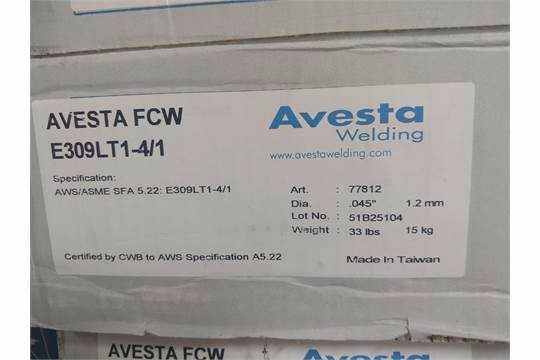 AVESTA FCW
E309LT1-4/1
Avesta
Welding
www.avestawelding.com
Specification:
AWS/ASME SFA 5.22: E309LT1-4/1
Art. : 77812
Dia. : .045" 1.2 mm
Lot No. : 51B25104
Weight : 33 lbs 15 kg
Certified by CWB to AWS Specification A5.22
Made In Taiwan
AVESTA FCW
Avesta